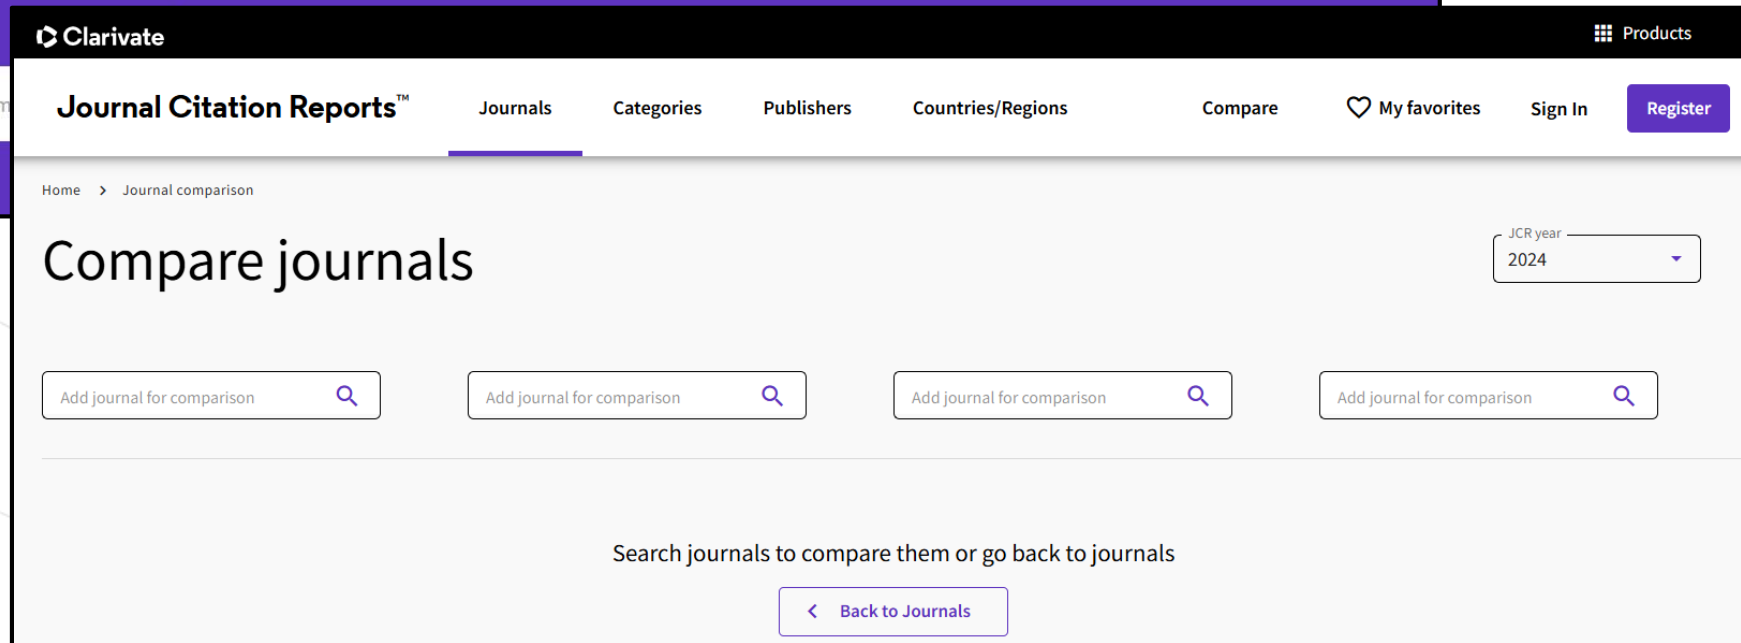 Clarivate
Products
Journal Citation Reports™
Journals
Categories
Publishers
Countries/Regions
Compare
My favorites
Sign In
Register
Home > Journal comparison
Compare journals
JCR year
2024
Add journal for comparison
Add journal for comparison
Add journal for comparison
Add journal for comparison
Search journals to compare them or go back to journals
Back to Journals